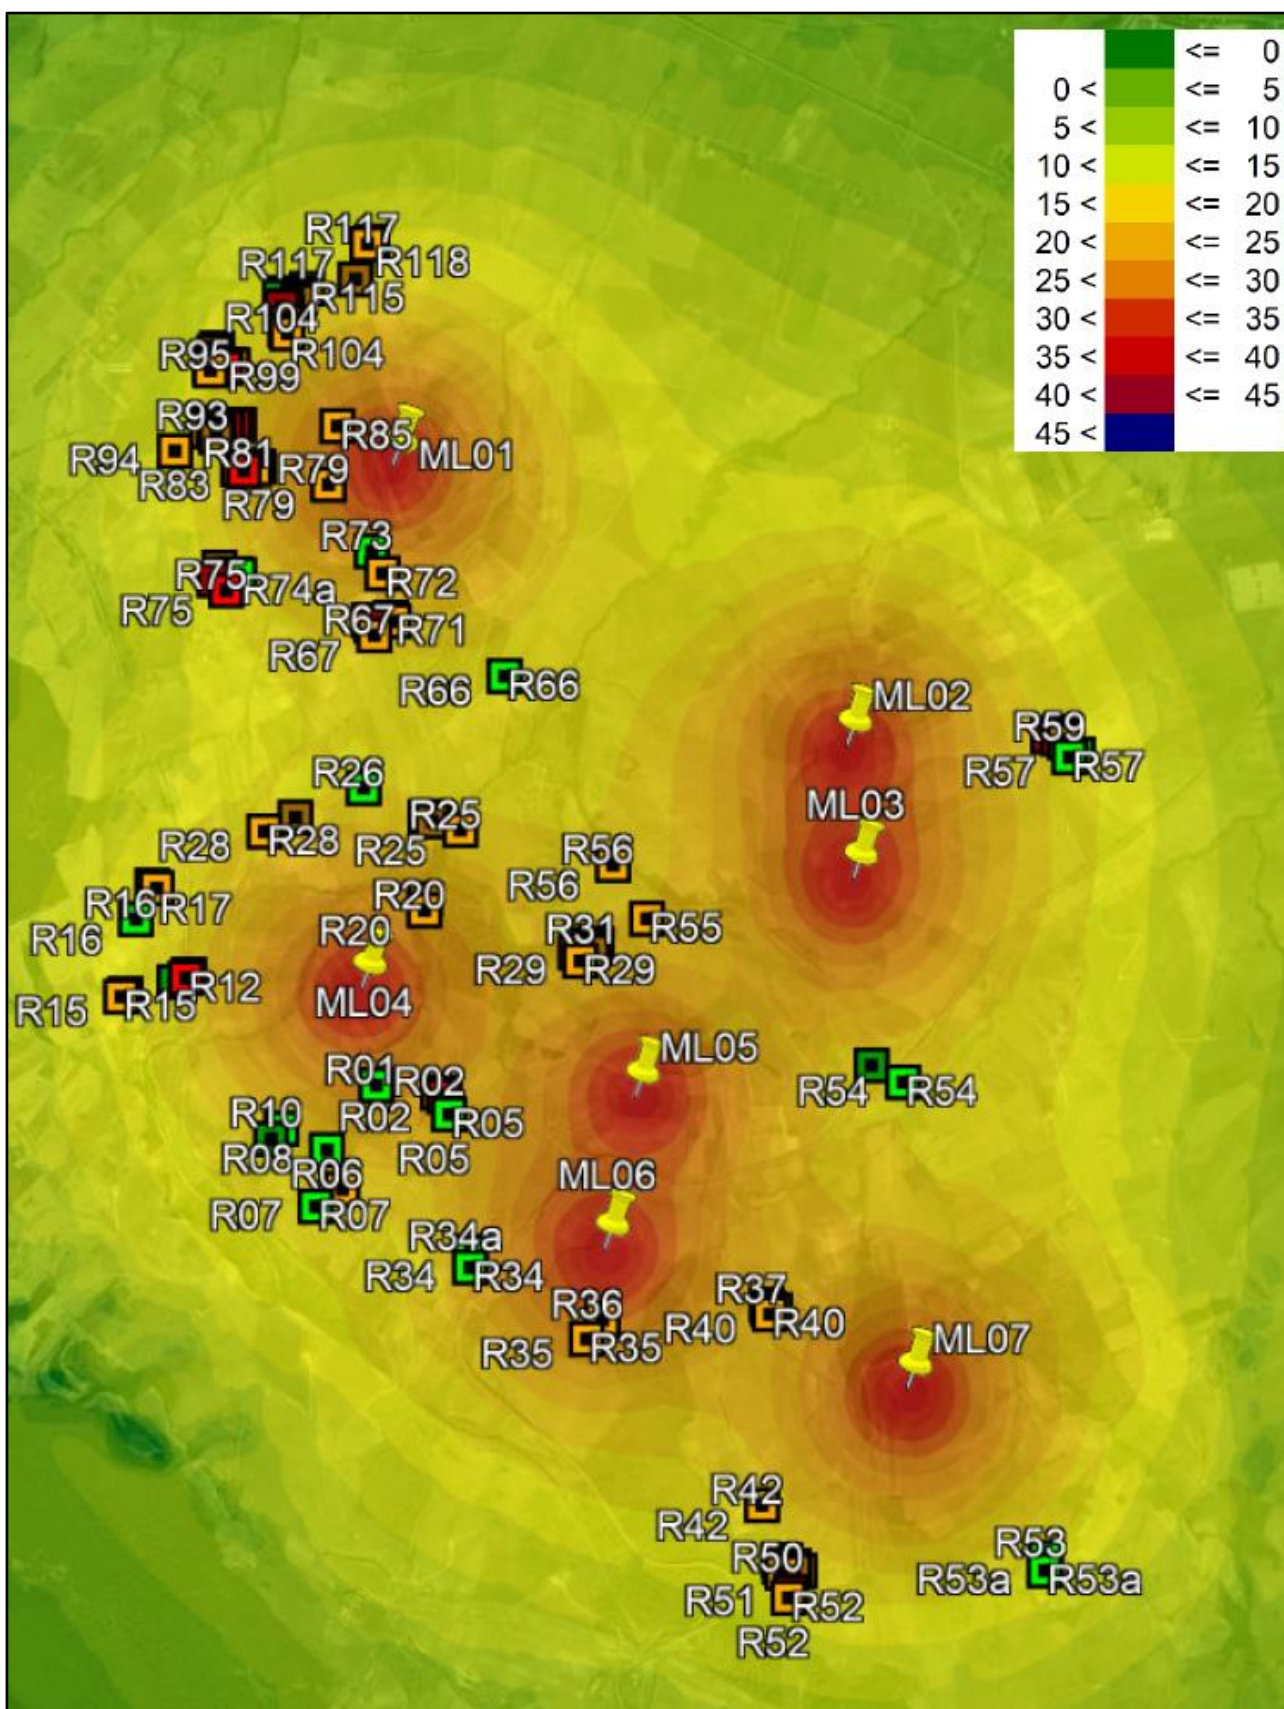 <= 0
0 < <= 5
5 < <= 10
10 < <= 15
15 < <= 20
20 < <= 25
25 < <= 30
30 < <= 35
35 < <= 40
40 < <= 45
45 <
R117
R117 R118
R115
R104
R104
R95 R99
R93 R85
R94 R81 R79 ML01
R83
R79
R73
R75 R74a R72
R75
R67 R71
R67
R66 R66
ML02
R59
R57 R57
R26
ML03
R28 R28 R25
R25
R56
R56
R16 R17 R20
R16 R20 R31 R55
R29 R29
R12
R15 R15 ML04
ML05
R01 R02 R54 R54
R02 R05
R10
R08 R05
R06 ML06
R07 R07
R34a
R34 R34
R36 R37
R35 R35 R40 R40
ML07
R42
R42
R50 R53
R51 R52 R53a R53a
R52